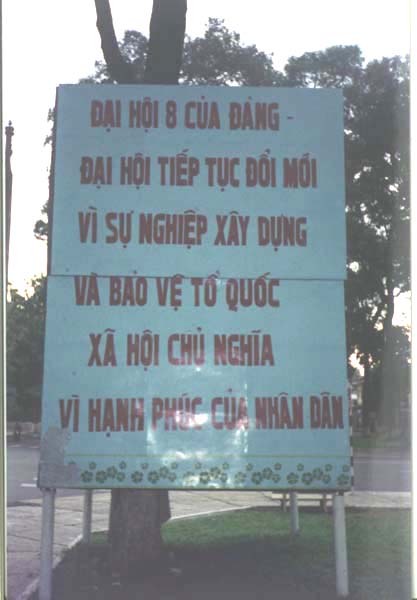 ĐẠI HỘI 8 CỦA ĐẢNG -
ĐẠI HỘI TIẾP TỤC ĐỔI MỚI
VÌ SỰ NGHIỆP XÂY DỰNG
VÀ BẢO VỆ TỔ QUỐC
XÃ HỘI CHỦ NGHĨA
VÌ HẠNH PHÚC CỦA NHÂN DÂN